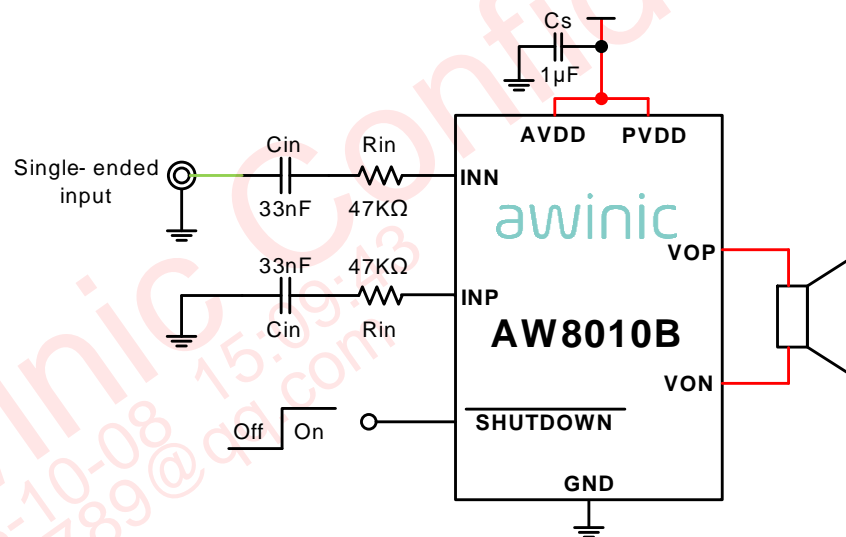 Cs
1µF
AVDD PVDD
Cin Rin
Single- ended
input
33nF 47KΩ
INN
awinic
VOP
33nF 47KΩ
INP
Cin Rin
AW8010B
VON
SHUTDOWN
Off On
GND